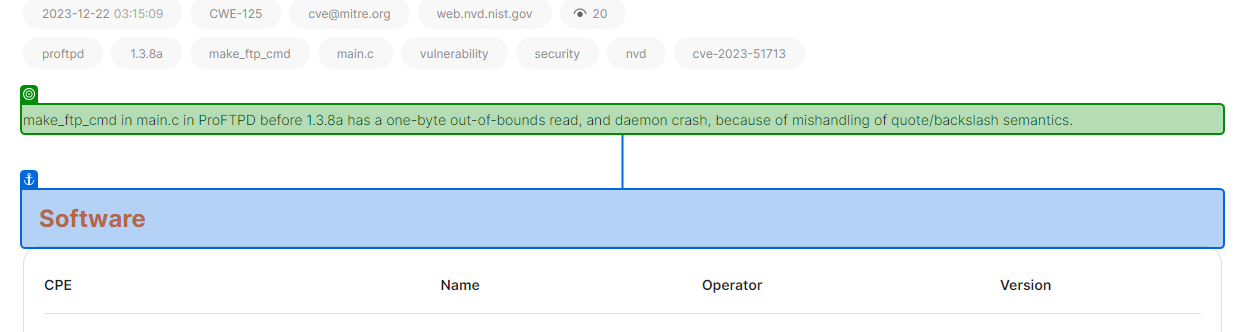 2023-12-22 03:15:09 CWE-125 cve@mitre.org web.nvd.nist.gov 20
proftpd 1.3.8a make_ftp_cmd main.c vulnerability security nvd cve-2023-51713
make_ftp_cmd in main.c in ProFTPD before 1.3.8a has a one-byte out-of-bounds read, and daemon crash, because of mishandling of quote/backslash semantics.
Software
CPE Name Operator Version